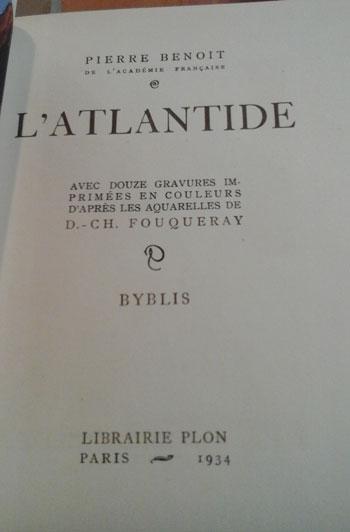 PIERRE BENOIT
DE L'ACADÉMIE FRANÇAISE
L'ATLANTIDE
AVEC DOUZE GRAVURES IM-
PRIMÉES EN COULEURS
D'APRÈS LES AQUARELLES DE
D.-CH. FOUQUERAY
BYBLIS
LIBRAIRIE PLON
PARIS 1934